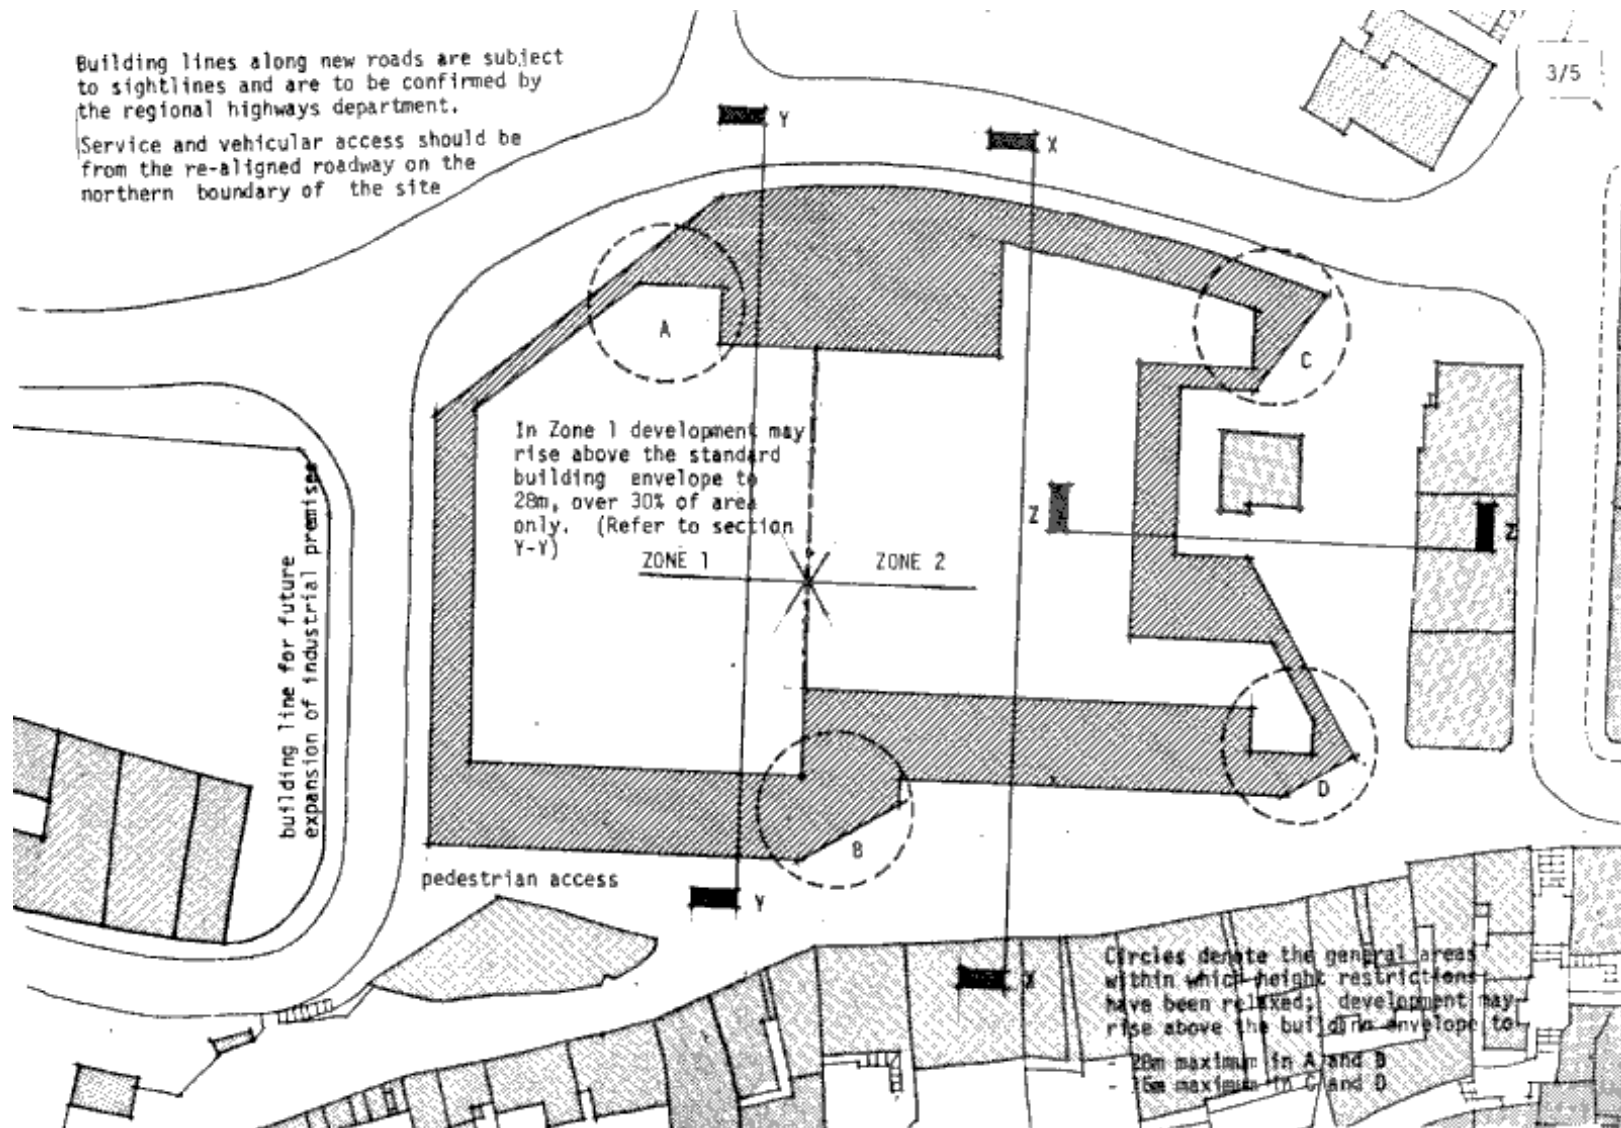 Building lines along new roads are subject
to sightlines and are to be confirmed by
the regional highways department.
Service and vehicular access should be
from the re-aligned roadway on the
northern boundary of the site
3/5
Y
X
A
C
In Zone 1 development may
rise above the standard
building envelope to
28m, over 30% of area
only. (Refer to section
Y-Y)
ZONE 1
ZONE 2
Z
Z
building line for future
expansion of industrial premises
B
D
pedestrian access
Y
X
Circles denote the general areas
within which height restrictions
have been relaxed; development may
rise above the building envelope to
- 28m maximum in A and B
- 16m maximum in C and D